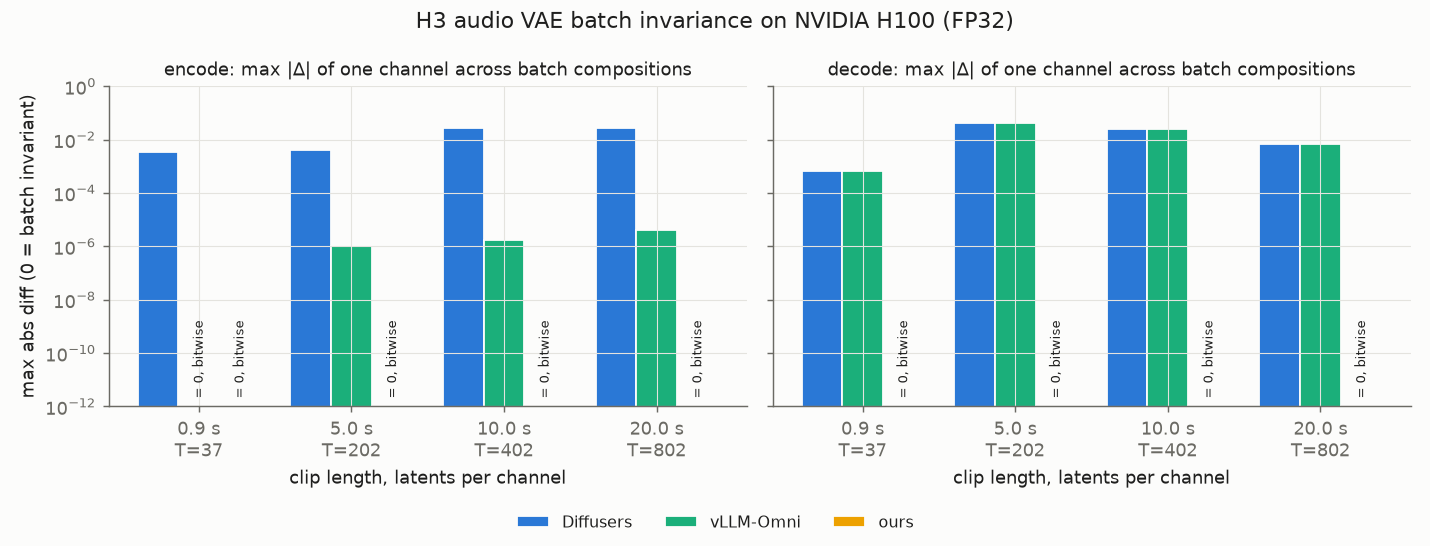 H3 audio VAE batch invariance on NVIDIA H100 (FP32)
encode: max |Δ| of one channel across batch compositions
decode: max |Δ| of one channel across batch compositions
max abs diff (0 = batch invariant)
10⁰
10⁻²
10⁻⁴
10⁻⁶
10⁻⁸
10⁻¹⁰
10⁻¹²
= 0, bitwise
= 0, bitwise
= 0, bitwise
= 0, bitwise
= 0, bitwise
= 0, bitwise
= 0, bitwise
= 0, bitwise
= 0, bitwise
0.9 s
T=37
5.0 s
T=202
10.0 s
T=402
20.0 s
T=802
0.9 s
T=37
5.0 s
T=202
10.0 s
T=402
20.0 s
T=802
clip length, latents per channel
clip length, latents per channel
Diffusers
vLLM-Omni
ours